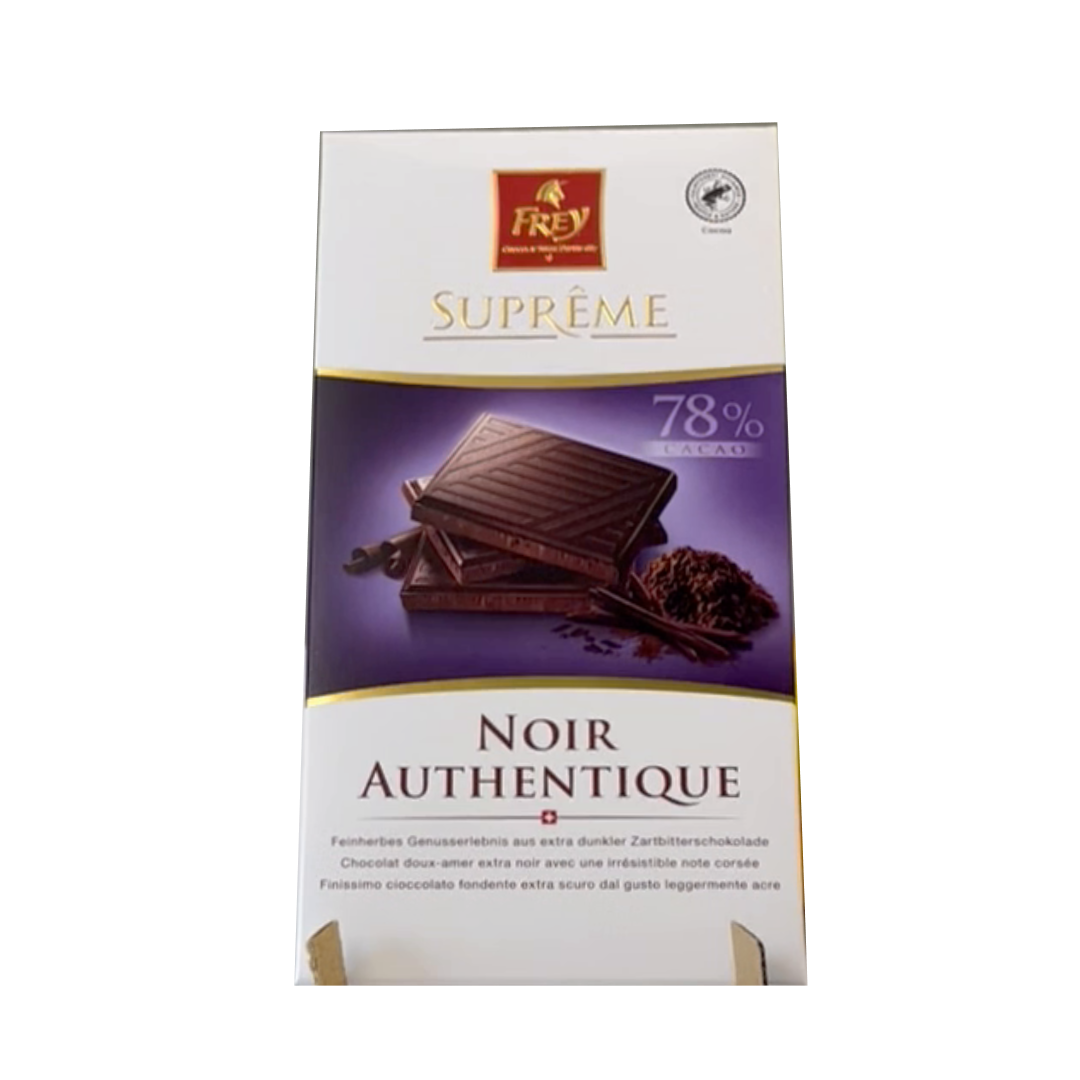 FREY
SUPRÊME
Cocoa
78%
CACAO
NOIR
AUTHENTIQUE
Feinherbes Genusserlebnis aus extra dunkler Zartbitterschokolade
Chocolat doux-amer extra noir avec une irrésistible note corsée
Finissimo cioccolato fondente extra scuro dal gusto leggermente acre